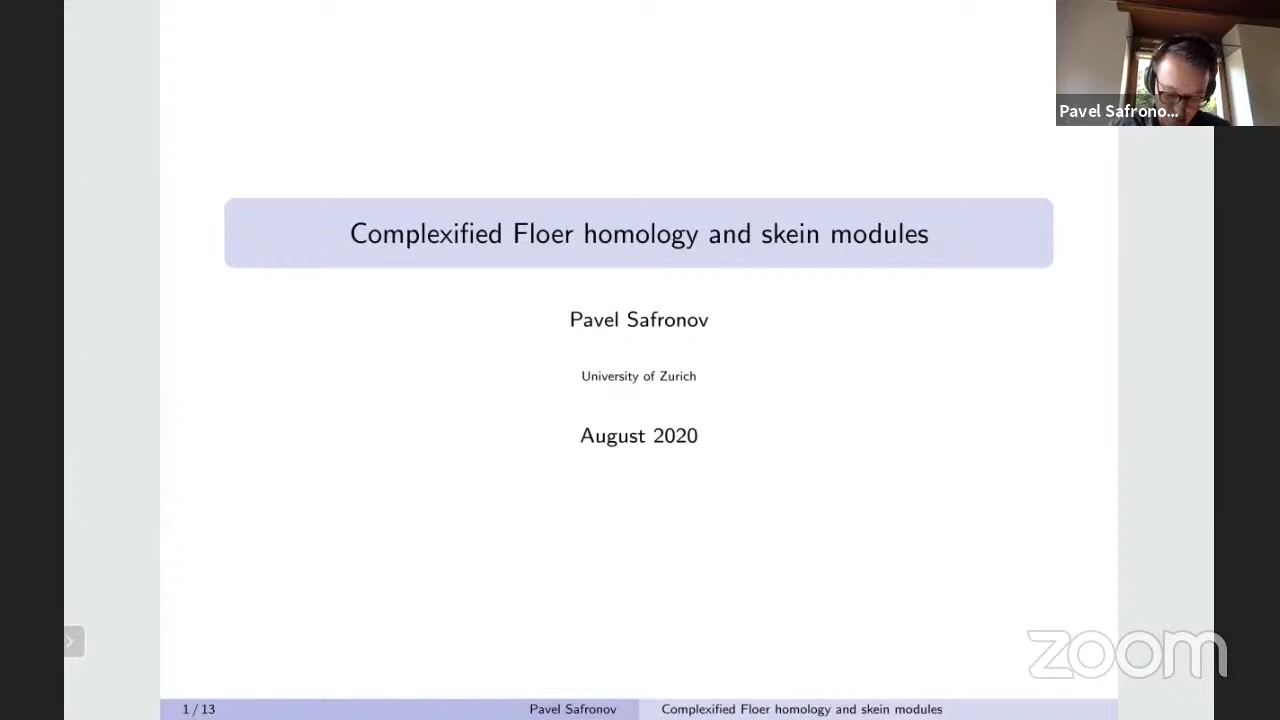 Pavel Safrono...
Complexified Floer homology and skein modules
Pavel Safronov
University of Zurich
August 2020
zoom
1 / 13
Pavel Safronov
Complexified Floer homology and skein modules